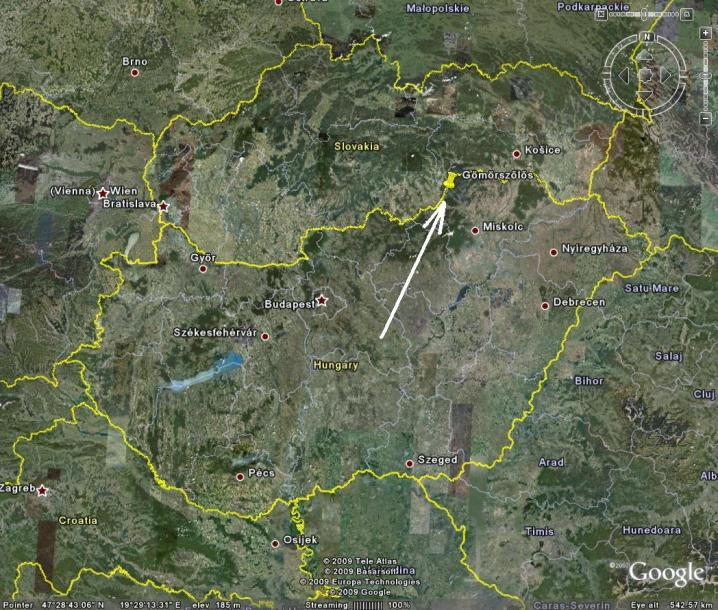 Małopolskie
Podkarpackie
N
Brno
Slovakia
Košice
Gömörszőlős
(Vienna) Wien
Bratislava
Miskolc
Nyíregyháza
Győr
Satu Mare
Budapest
Debrecen
Székesfehérvár
Salaj
Hungary
Bihor
Cluj
Szeged
Arad
Pécs
Alb
Zagreb
Croatia
Timis
Hunedoara
Osijek
© 2009 Tele Atlas
© 2009 Basarsoft
© 2009 Europa Technologies
© 2009 Google
Google
Caras-Severin
Pointer 47°28'43.06" N 19°29'13.31" E elev 185 m Streaming 100% Eye alt 542.57 km